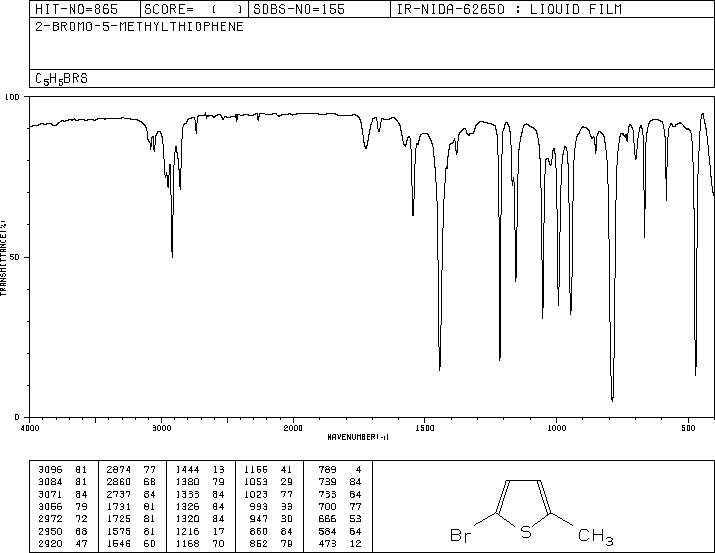 HIT-NO=865 SCORE= ( ) SDBS-NO=155 IR-NIDA-62650 : LIQUID FILM
2-BROMO-5-METHYLTHIOPHENE
C5H5BRS
100
50
0
TRANSMITTANCE(%)
4000 3000 2000 1500 1000 500
WAVENUMBER(-1)
3096 81 2874 77 1444 13 1155 41 789 4
3084 81 2860 68 1380 79 1053 29 739 84
3071 84 2737 84 1333 84 1023 77 733 84
3056 79 1731 81 1326 84 993 33 700 77
2972 72 1725 81 1320 84 947 30 666 53
2950 68 1575 81 1216 17 860 84 584 64
2920 47 1546 60 1168 70 852 79 473 12
Br S CH3